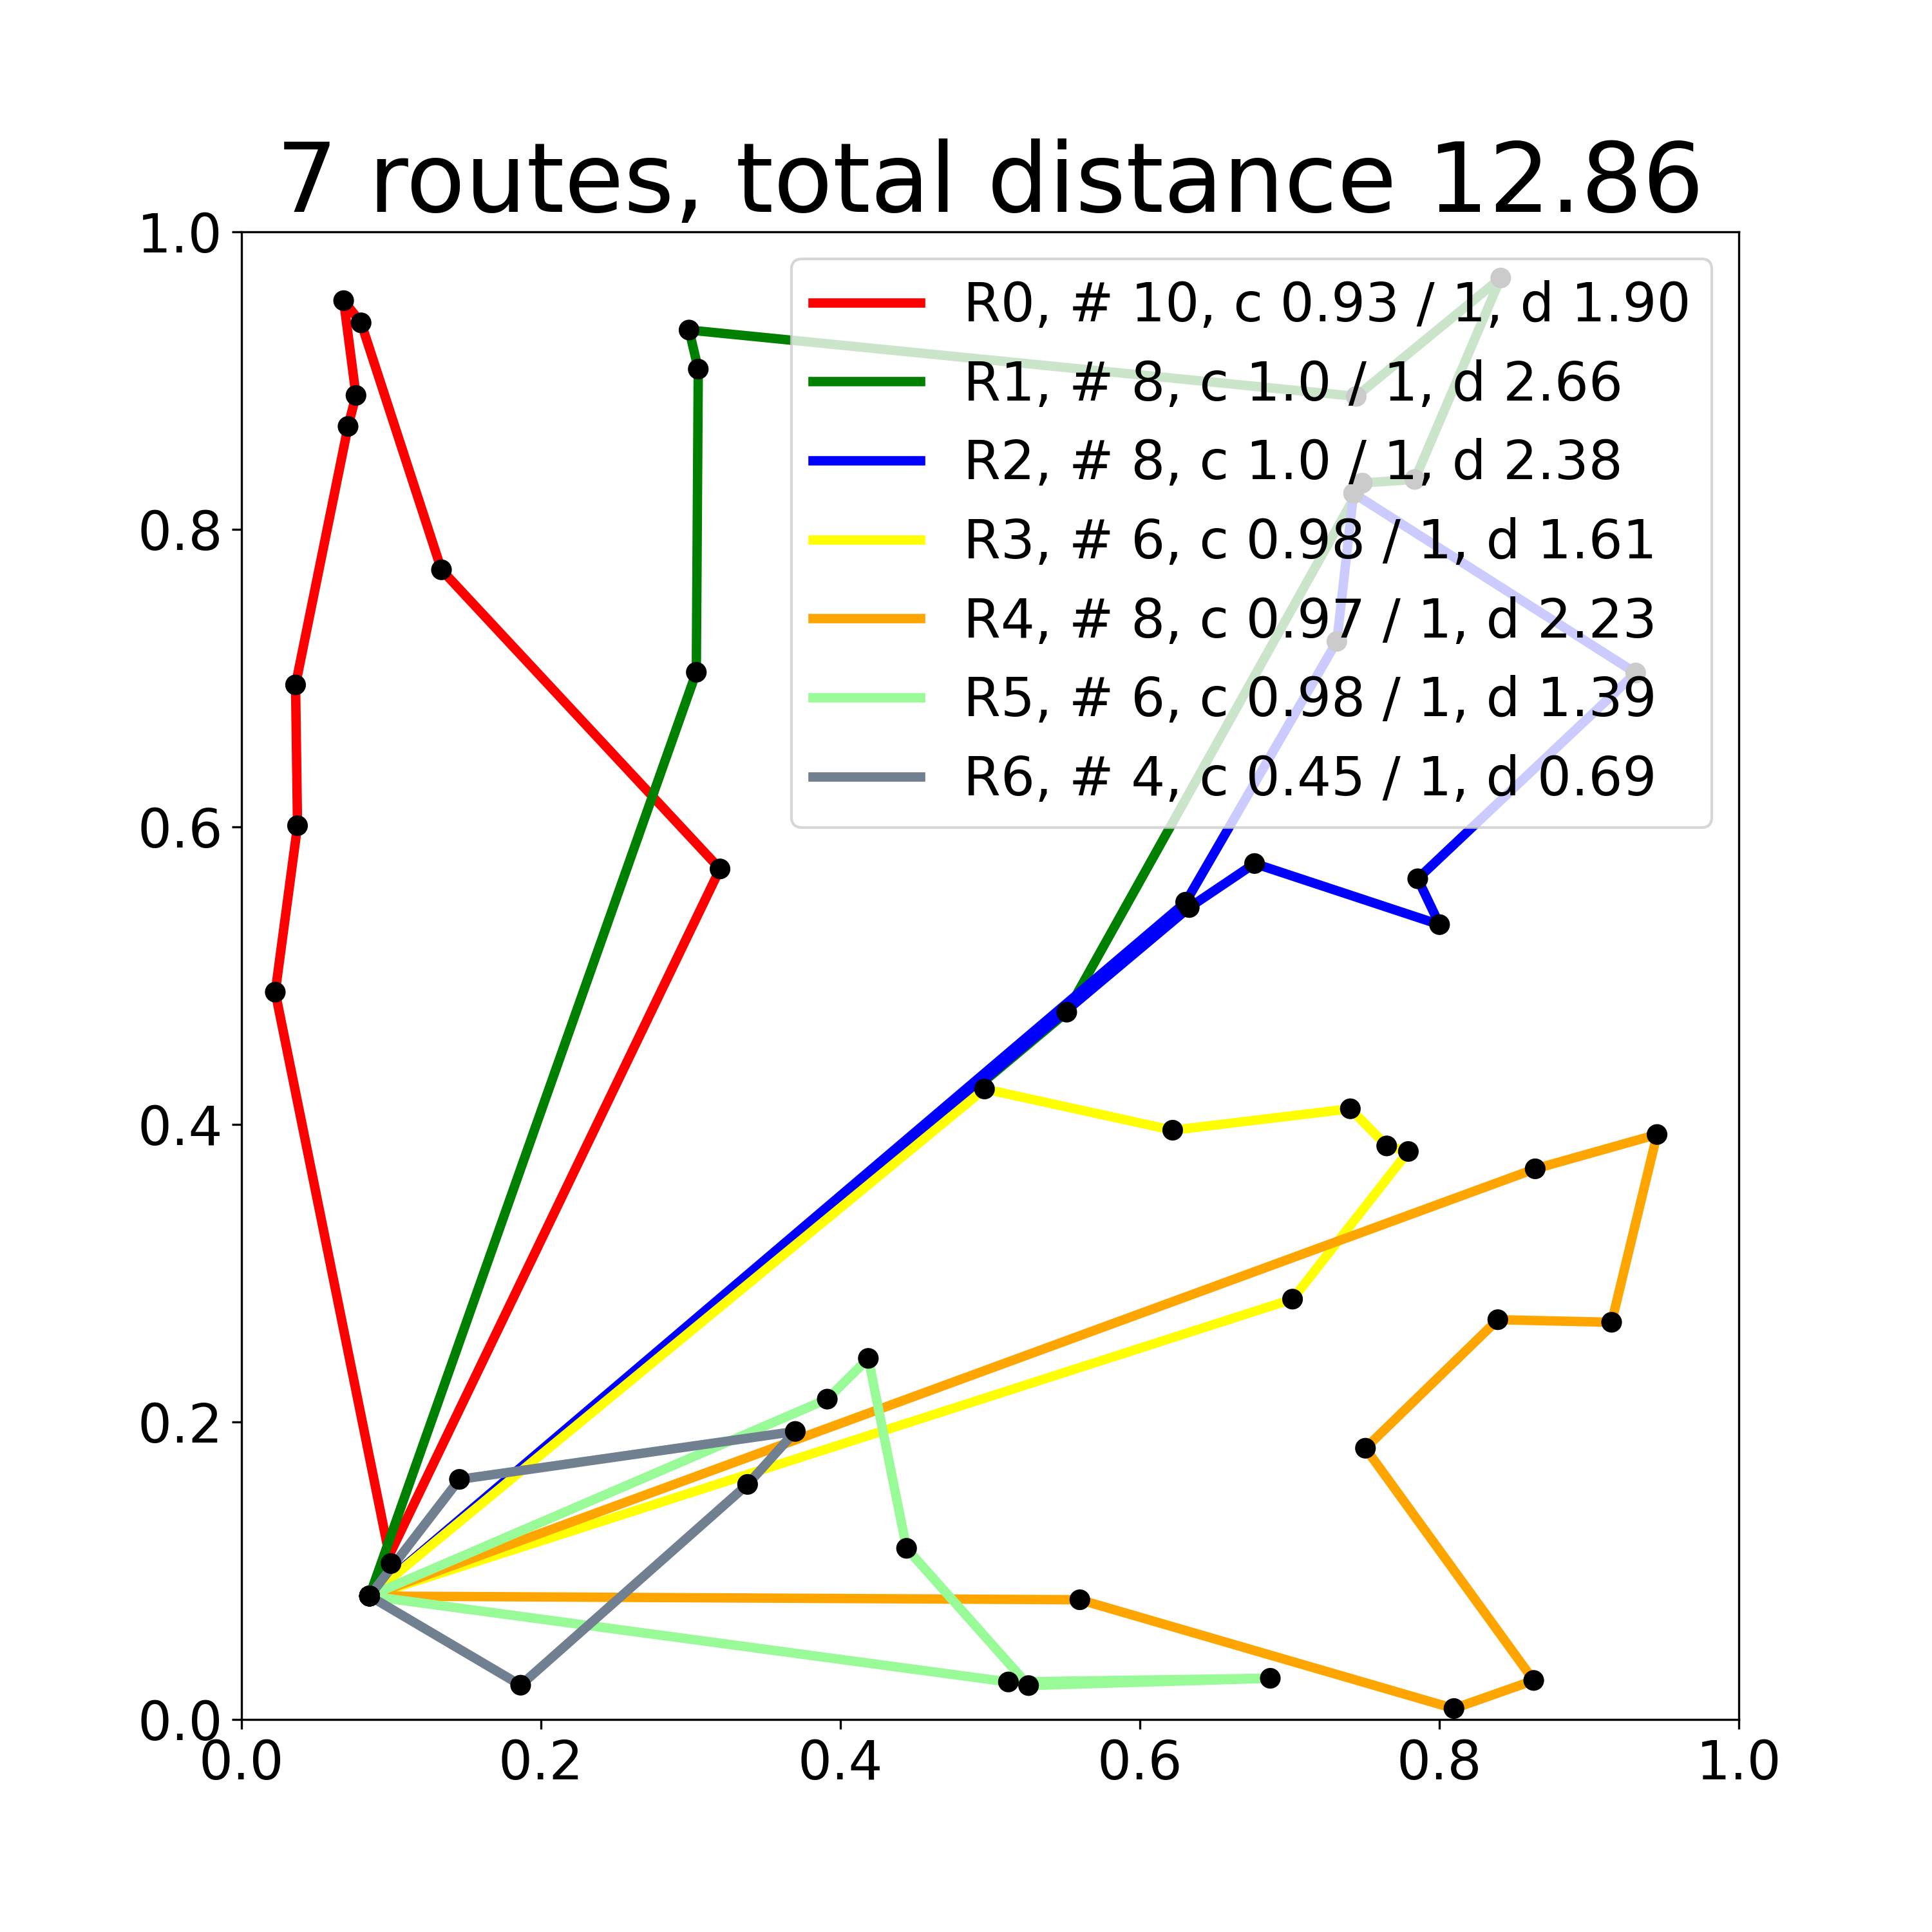 7 routes, total distance 12.86
1.0
0.8
0.6
0.4
0.2
0.0
R0, # 10, c 0.93 / 1, d 1.90
R1, # 8, c 1.0 / 1, d 2.66
R2, # 8, c 1.0 / 1, d 2.38
R3, # 6, c 0.98 / 1, d 1.61
R4, # 8, c 0.97 / 1, d 2.23
R5, # 6, c 0.98 / 1, d 1.39
R6, # 4, c 0.45 / 1, d 0.69
0.0 0.2 0.4 0.6 0.8 1.0